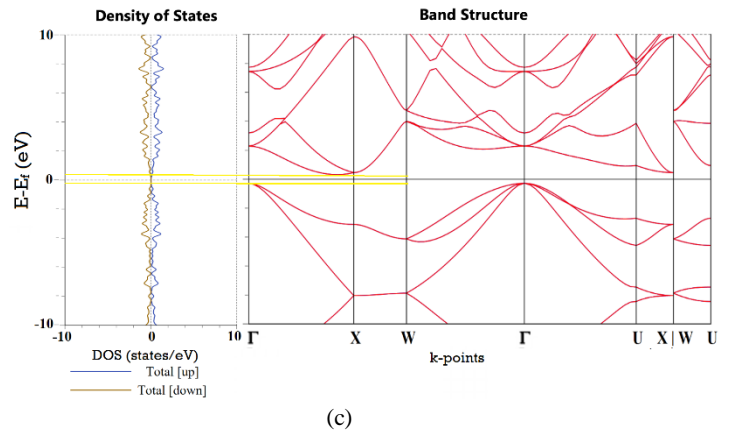 Density of States
Band Structure
10
0
-10
E-Ef (eV)
-10
0
10
Γ
X
W
Γ
U
X | W
U
DOS (states/eV)
k-points
Total [up]
Total [down]
(c)